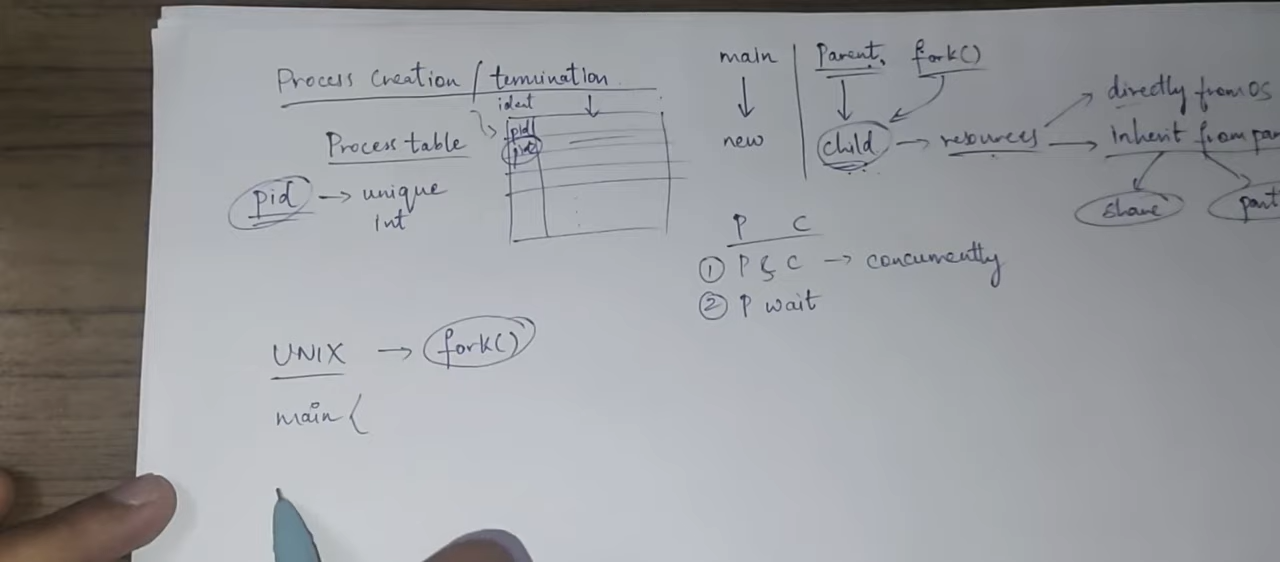 Process Creation / termination
ident
pid
Process table
pid → unique
int
main
new
Parent, fork()
child → resources →
directly from OS
inherit from par
share
part
P C
① P & C → concurrently
② P wait
UNIX → fork()
main {